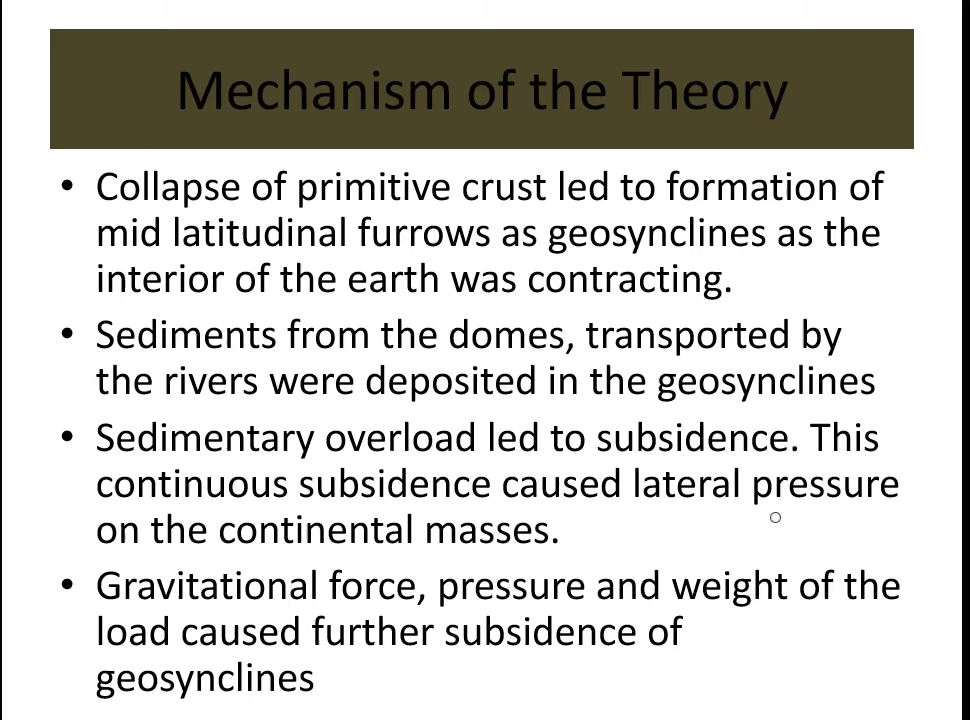 Mechanism of the Theory
• Collapse of primitive crust led to formation of
mid latitudinal furrows as geosynclines as the
interior of the earth was contracting.
• Sediments from the domes, transported by
the rivers were deposited in the geosynclines
• Sedimentary overload led to subsidence. This
continuous subsidence caused lateral pressure
on the continental masses.
• Gravitational force, pressure and weight of the
load caused further subsidence of
geosynclines